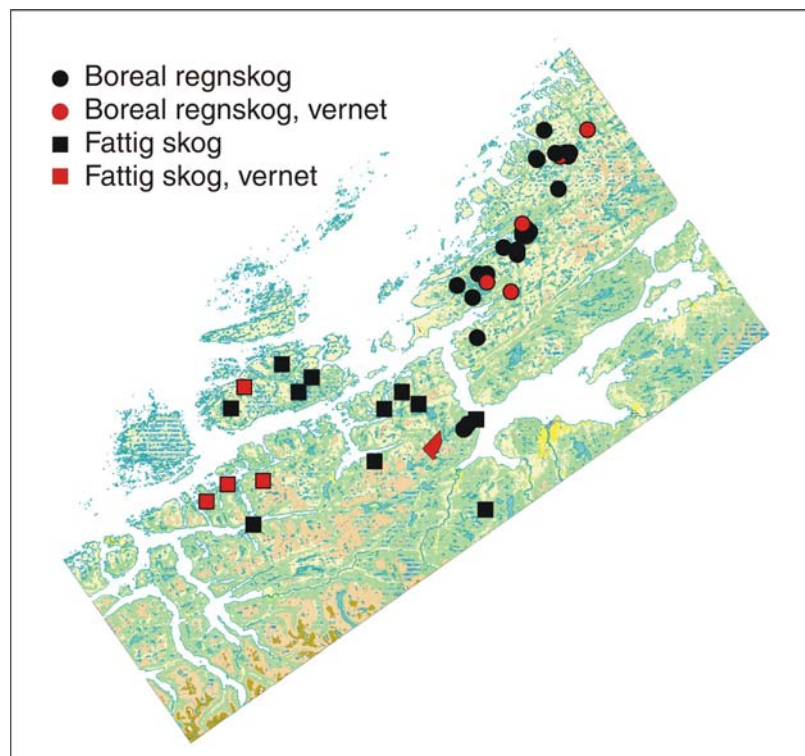 Boreal regnskog
Boreal regnskog, vernet
Fattig skog
Fattig skog, vernet